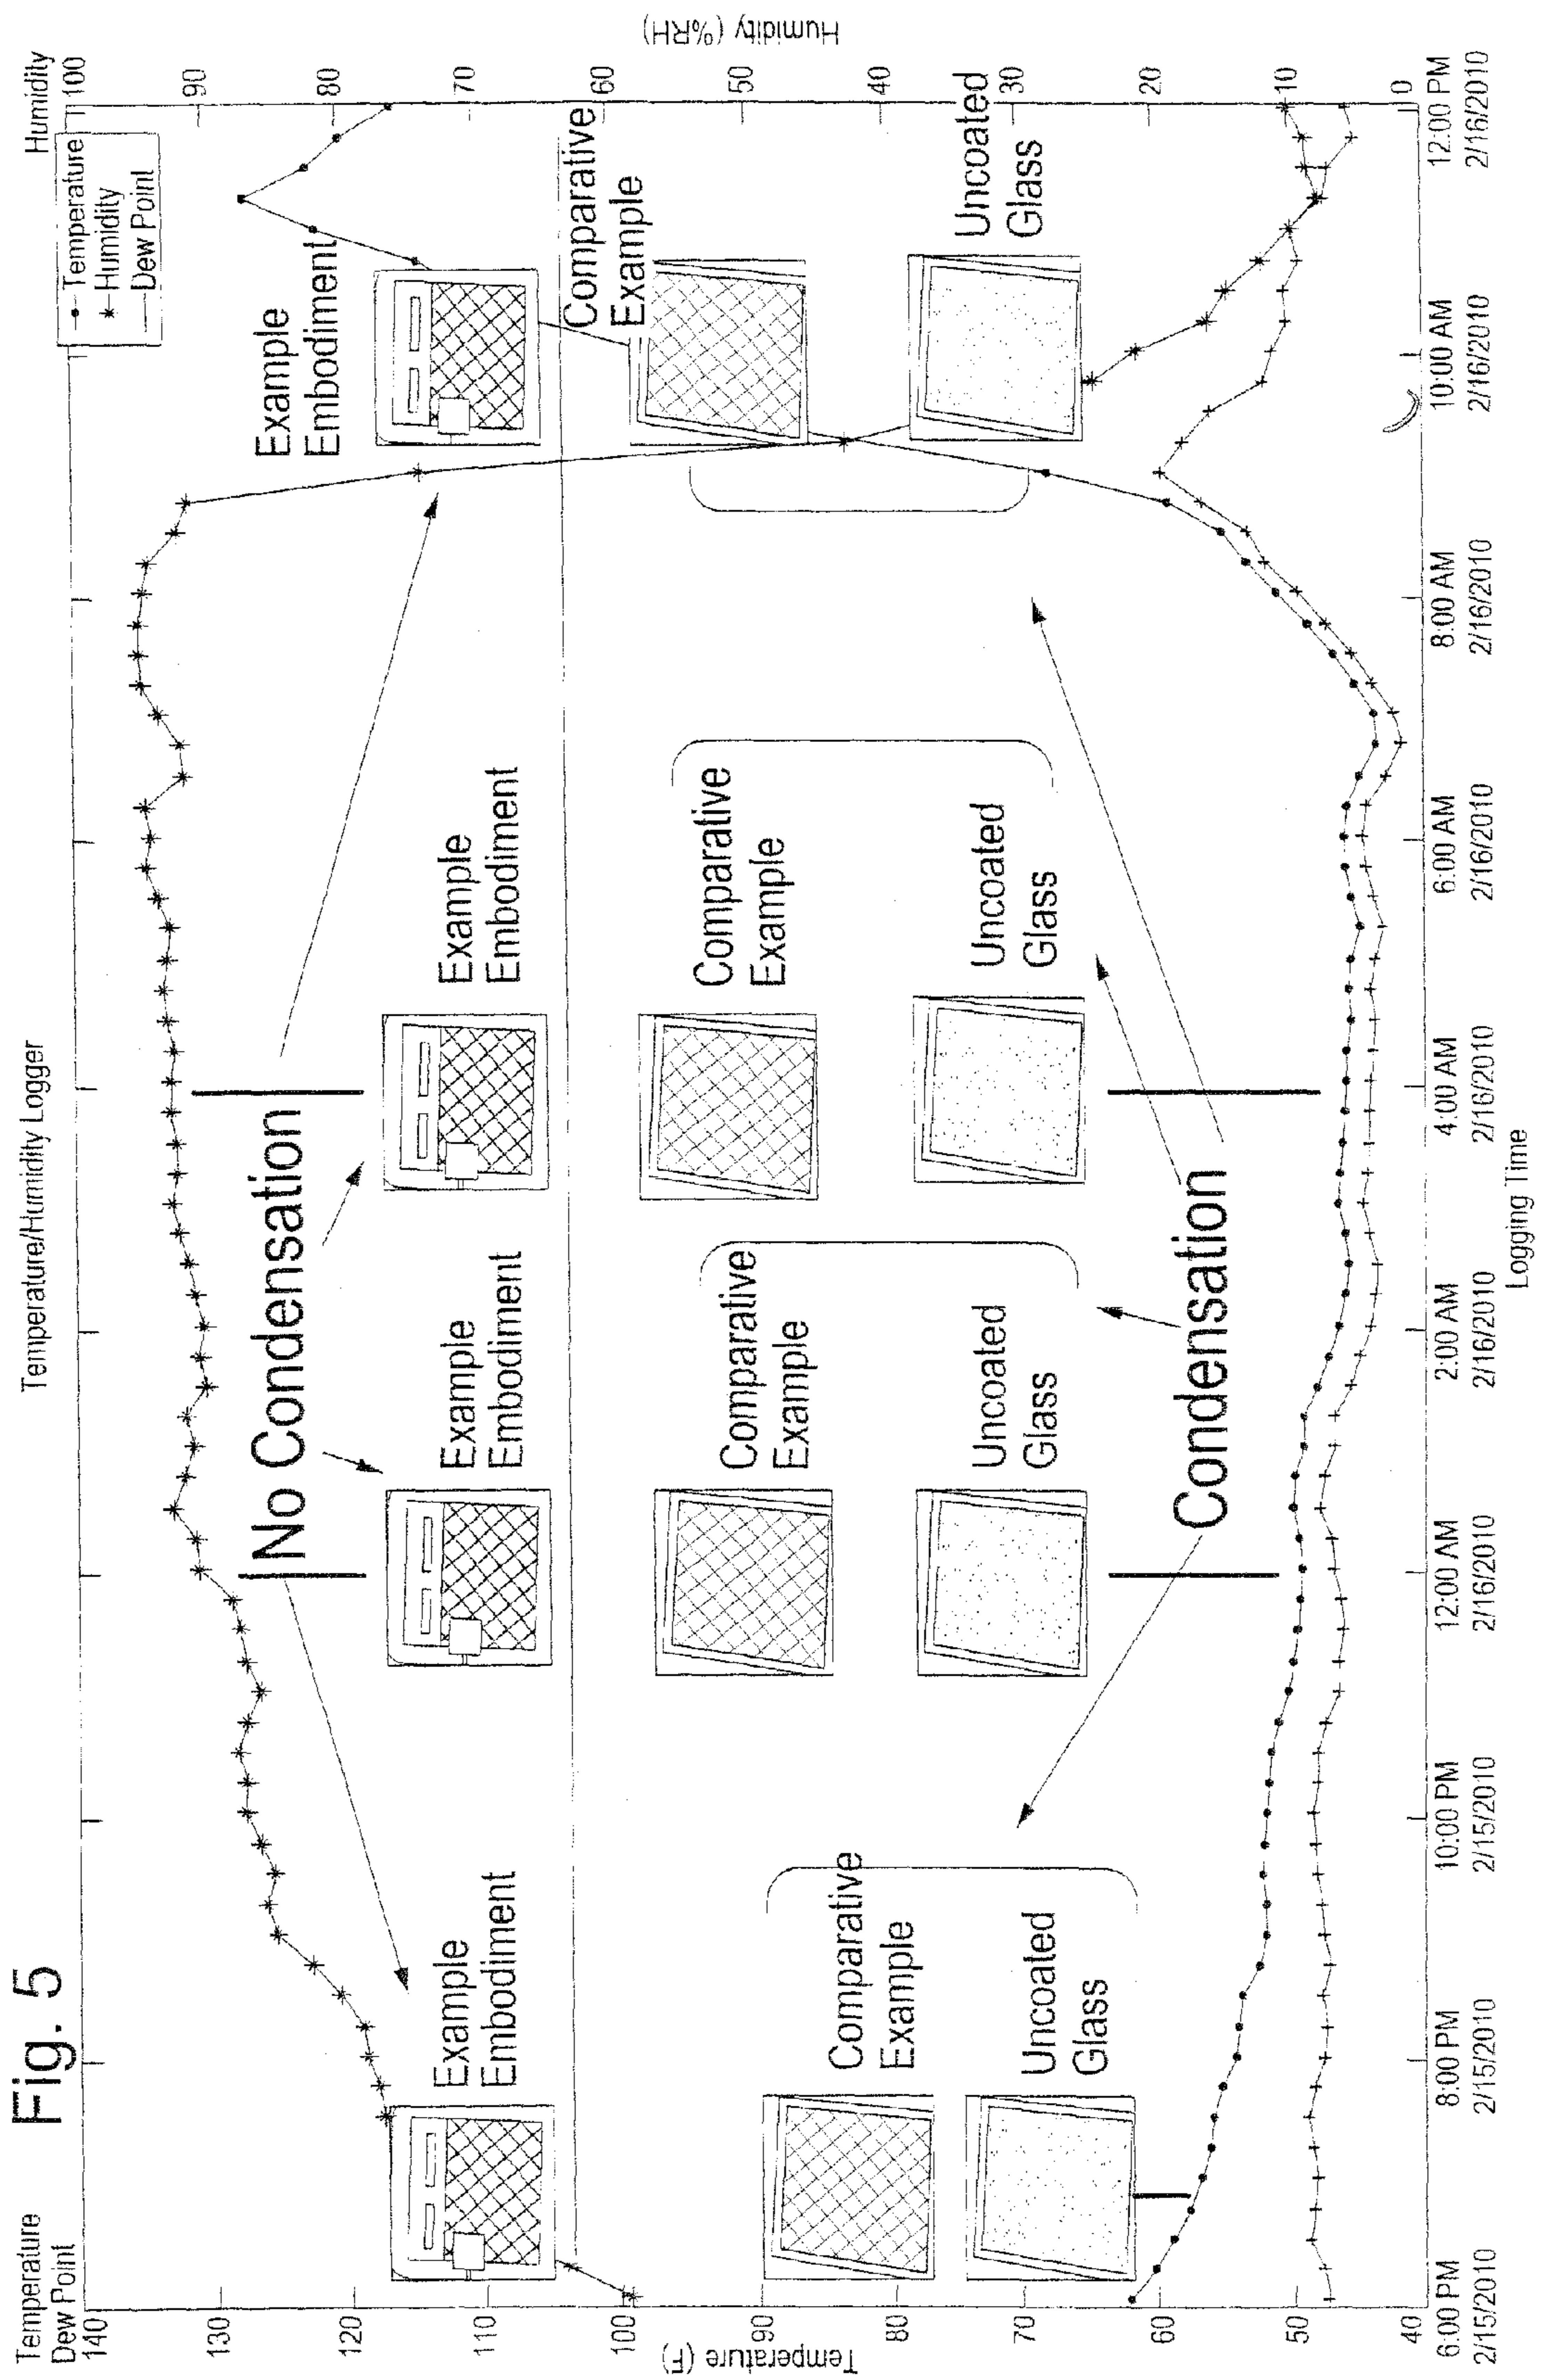 Fig. 5
Temperature/Humidity Logger
Temperature
Dew Point
Humidity
Temperature
Humidity
Dew Point
140
130
120
110
100
90
80
70
60
50
40
Temperature (F)
100
90
80
70
60
50
40
30
20
10
0
Humidity (%RH)
No Condensation
Example
Embodiment
Example
Embodiment
Example
Embodiment
Example
Embodiment
Comparative
Example
Comparative
Example
Comparative
Example
Comparative
Example
Uncoated
Glass
Uncoated
Glass
Uncoated
Glass
Uncoated
Glass
Condensation
6:00 PM
2/15/2010
8:00 PM
2/15/2010
10:00 PM
2/15/2010
12:00 AM
2/16/2010
2:00 AM
2/16/2010
4:00 AM
2/16/2010
6:00 AM
2/16/2010
8:00 AM
2/16/2010
10:00 AM
2/16/2010
12:00 PM
2/16/2010
Logging Time